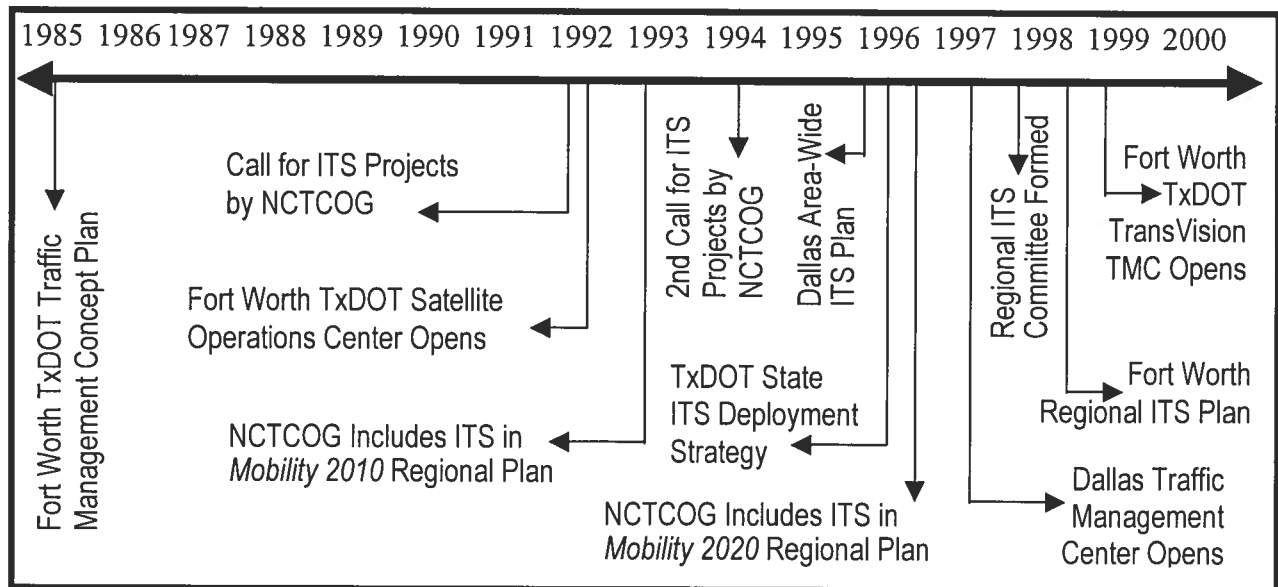 1985 1986 1987 1988 1989 1990 1991 1992 1993 1994 1995 1996 1997 1998 1999 2000
Fort Worth TxDOT Traffic
Management Concept Plan
Call for ITS Projects
by NCTCOG
Fort Worth TxDOT Satellite
Operations Center Opens
NCTCOG Includes ITS in
Mobility 2010 Regional Plan
2nd Call for ITS
Projects by
NCTCOG
Dallas Area-Wide
ITS Plan
TxDOT State
ITS Deployment
Strategy
NCTCOG Includes ITS in
Mobility 2020 Regional Plan
Regional ITS
Committee Formed
Fort Worth
TxDOT
TransVision
TMC Opens
Fort Worth
Regional ITS Plan
Dallas Traffic
Management
Center Opens